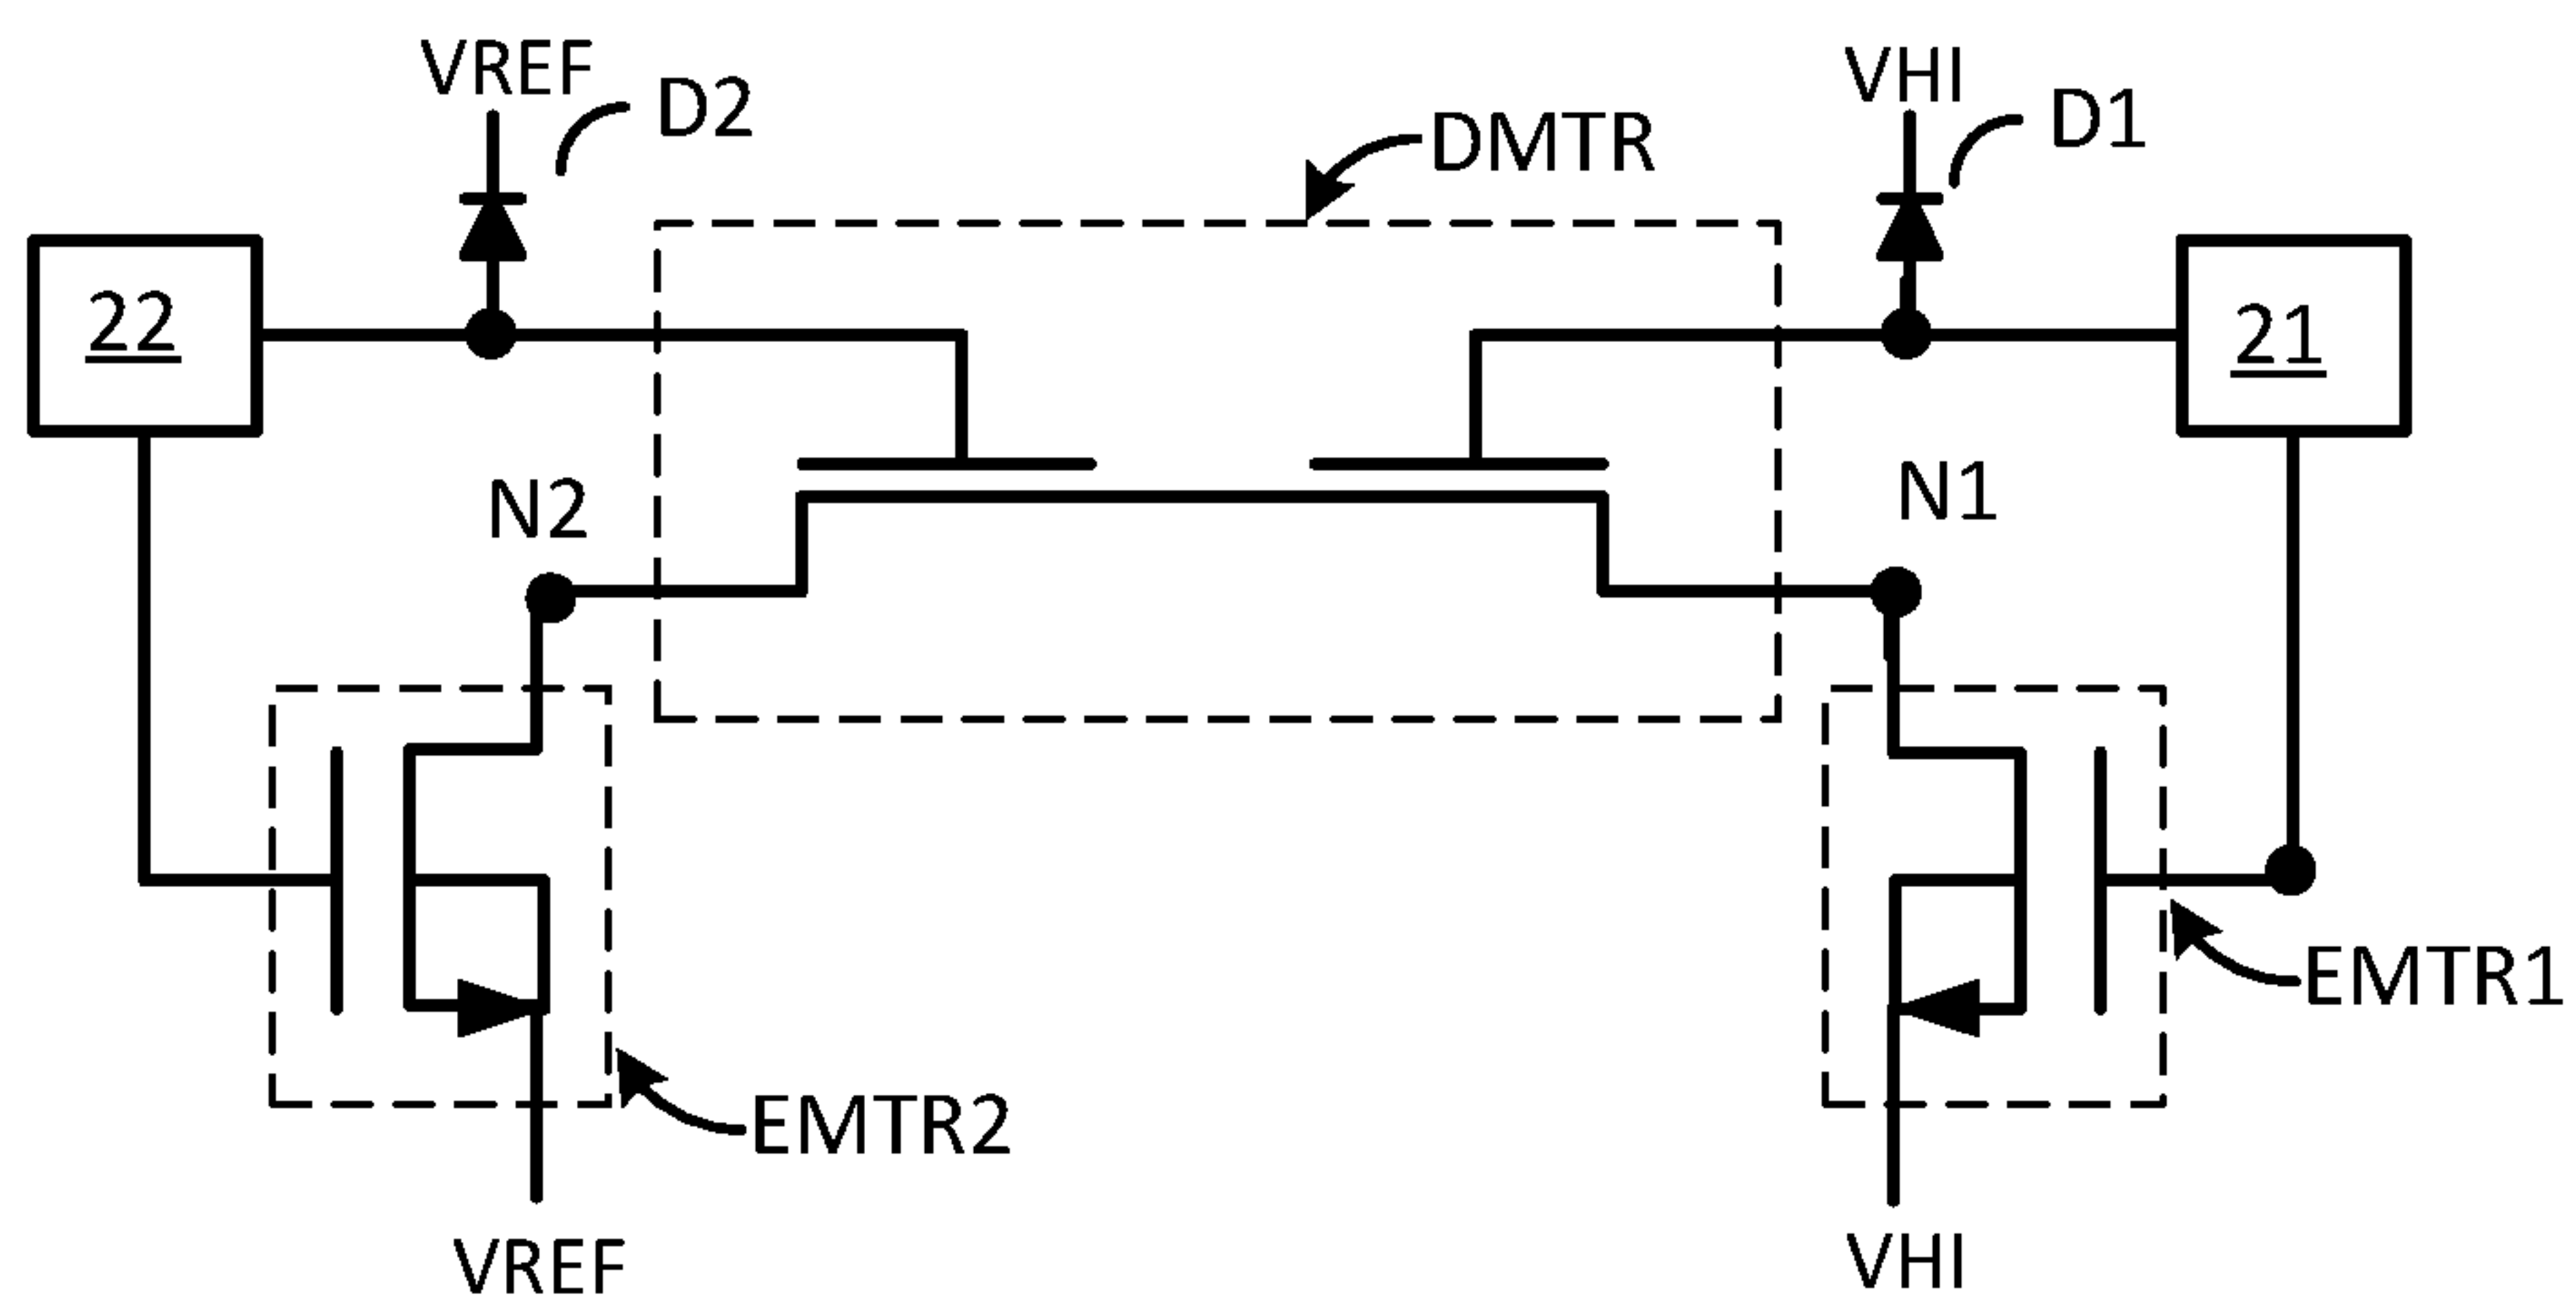 VREF
D2
VHI
D1
DMTR
22
21
N2
N1
EMTR1
EMTR2
VREF
VHI